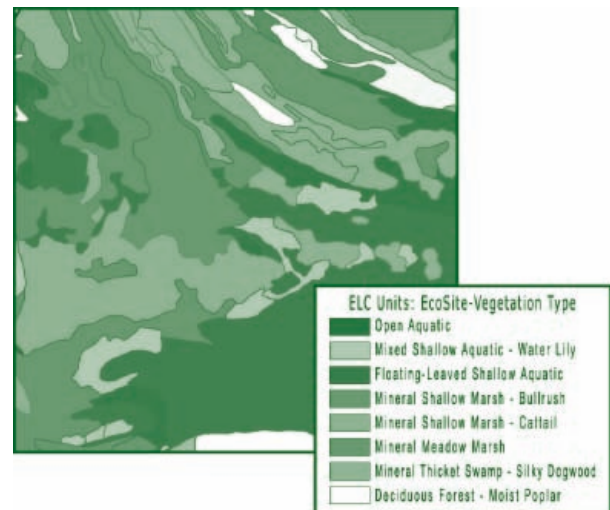 ELC Units: EcoSite-Vegetation Type
Open Aquatic
Mixed Shallow Aquatic - Water Lily
Floating-Leaved Shallow Aquatic
Mineral Shallow Marsh - Bullrush
Mineral Shallow Marsh - Cattail
Mineral Meadow Marsh
Mineral Thicket Swamp - Silky Dogwood
Deciduous Forest - Moist Poplar